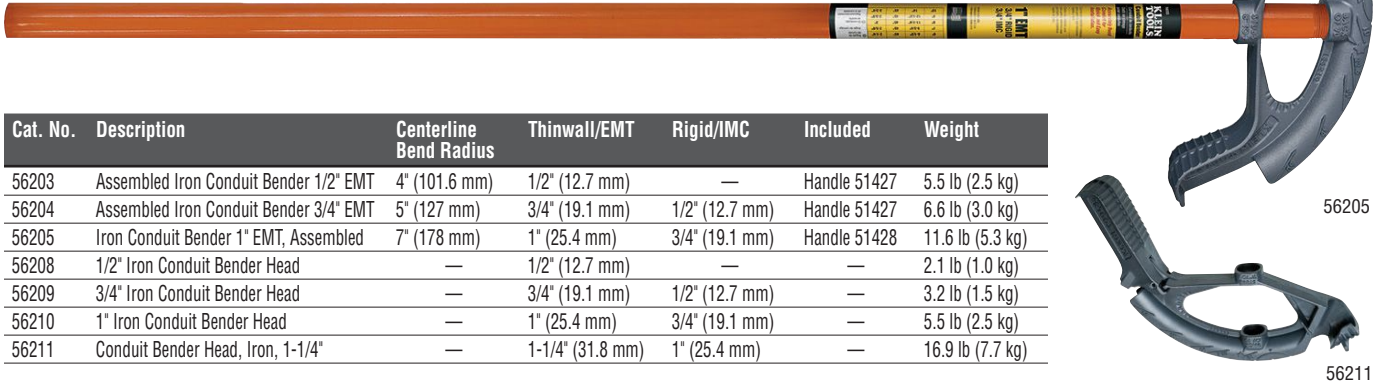 KLEIN TOOLS
1" EMT
3/4" RIGID
3/4" IMC
Cat. No. Description Centerline Bend Radius Thinwall/EMT Rigid/IMC Included Weight
56203 Assembled Iron Conduit Bender 1/2" EMT 4" (101.6 mm) 1/2" (12.7 mm) — Handle 51427 5.5 lb (2.5 kg)
56204 Assembled Iron Conduit Bender 3/4" EMT 5" (127 mm) 3/4" (19.1 mm) 1/2" (12.7 mm) Handle 51427 6.6 lb (3.0 kg)
56205 Iron Conduit Bender 1" EMT, Assembled 7" (178 mm) 1" (25.4 mm) 3/4" (19.1 mm) Handle 51428 11.6 lb (5.3 kg)
56208 1/2" Iron Conduit Bender Head — 1/2" (12.7 mm) — — 2.1 lb (1.0 kg)
56209 3/4" Iron Conduit Bender Head — 3/4" (19.1 mm) 1/2" (12.7 mm) — 3.2 lb (1.5 kg)
56210 1" Iron Conduit Bender Head — 1" (25.4 mm) 3/4" (19.1 mm) — 5.5 lb (2.5 kg)
56211 Conduit Bender Head, Iron, 1-1/4" — 1-1/4" (31.8 mm) 1" (25.4 mm) — 16.9 lb (7.7 kg)
56205
56211